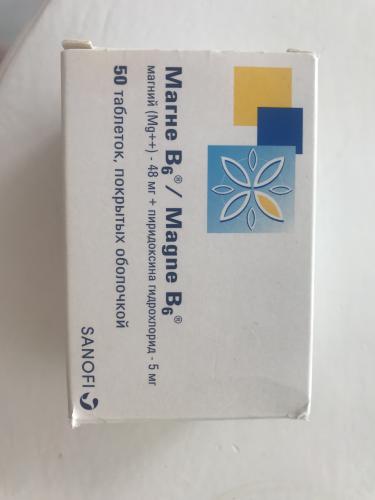 Магне B6® / Magne B6®
магний (Mg++) - 48 мг + пиридоксина гидрохлорид - 5 мг
50 таблеток, покрытых оболочкой
SANOFI